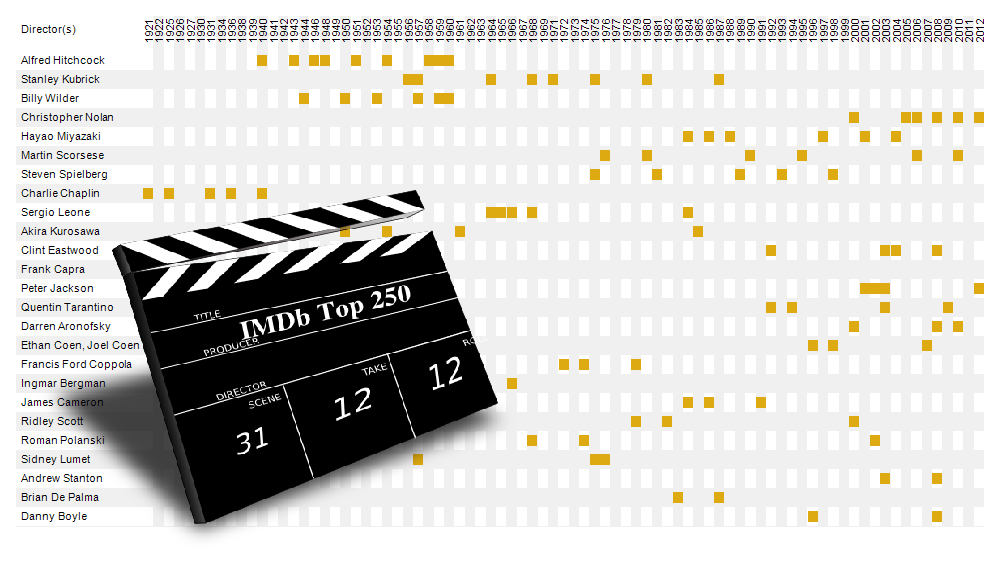 Director(s) 1921 1922 1925 1926 1927 1930 1931 1934 1936 1938 1939 1940 1941 1942 1943 1944 1946 1948 1949 1950 1951 1952 1953 1954 1955 1956 1957 1958 1959 1960 1961 1962 1963 1964 1965 1966 1967 1968 1969 1971 1972 1973 1974 1975 1976 1977 1978 1979 1980 1981 1982 1983 1984 1985 1986 1987 1988 1989 1990 1991 1992 1993 1994 1995 1996 1997 1998 1999 2000 2001 2002 2003 2004 2005 2006 2007 2008 2009 2010 2011 2012
Alfred Hitchcock
Stanley Kubrick
Billy Wilder
Christopher Nolan
Hayao Miyazaki
Martin Scorsese
Steven Spielberg
Charlie Chaplin
Sergio Leone
Akira Kurosawa
Clint Eastwood
Frank Capra
Peter Jackson
Quentin Tarantino
Darren Aronofsky
Ethan Coen, Joel Coen
Francis Ford Coppola
Ingmar Bergman
James Cameron
Ridley Scott
Roman Polanski
Sidney Lumet
Andrew Stanton
Brian De Palma
Danny Boyle
TITLE
IMDb Top 250
PRODUCER
DIRECTOR
SCENE TAKE
31 12 12